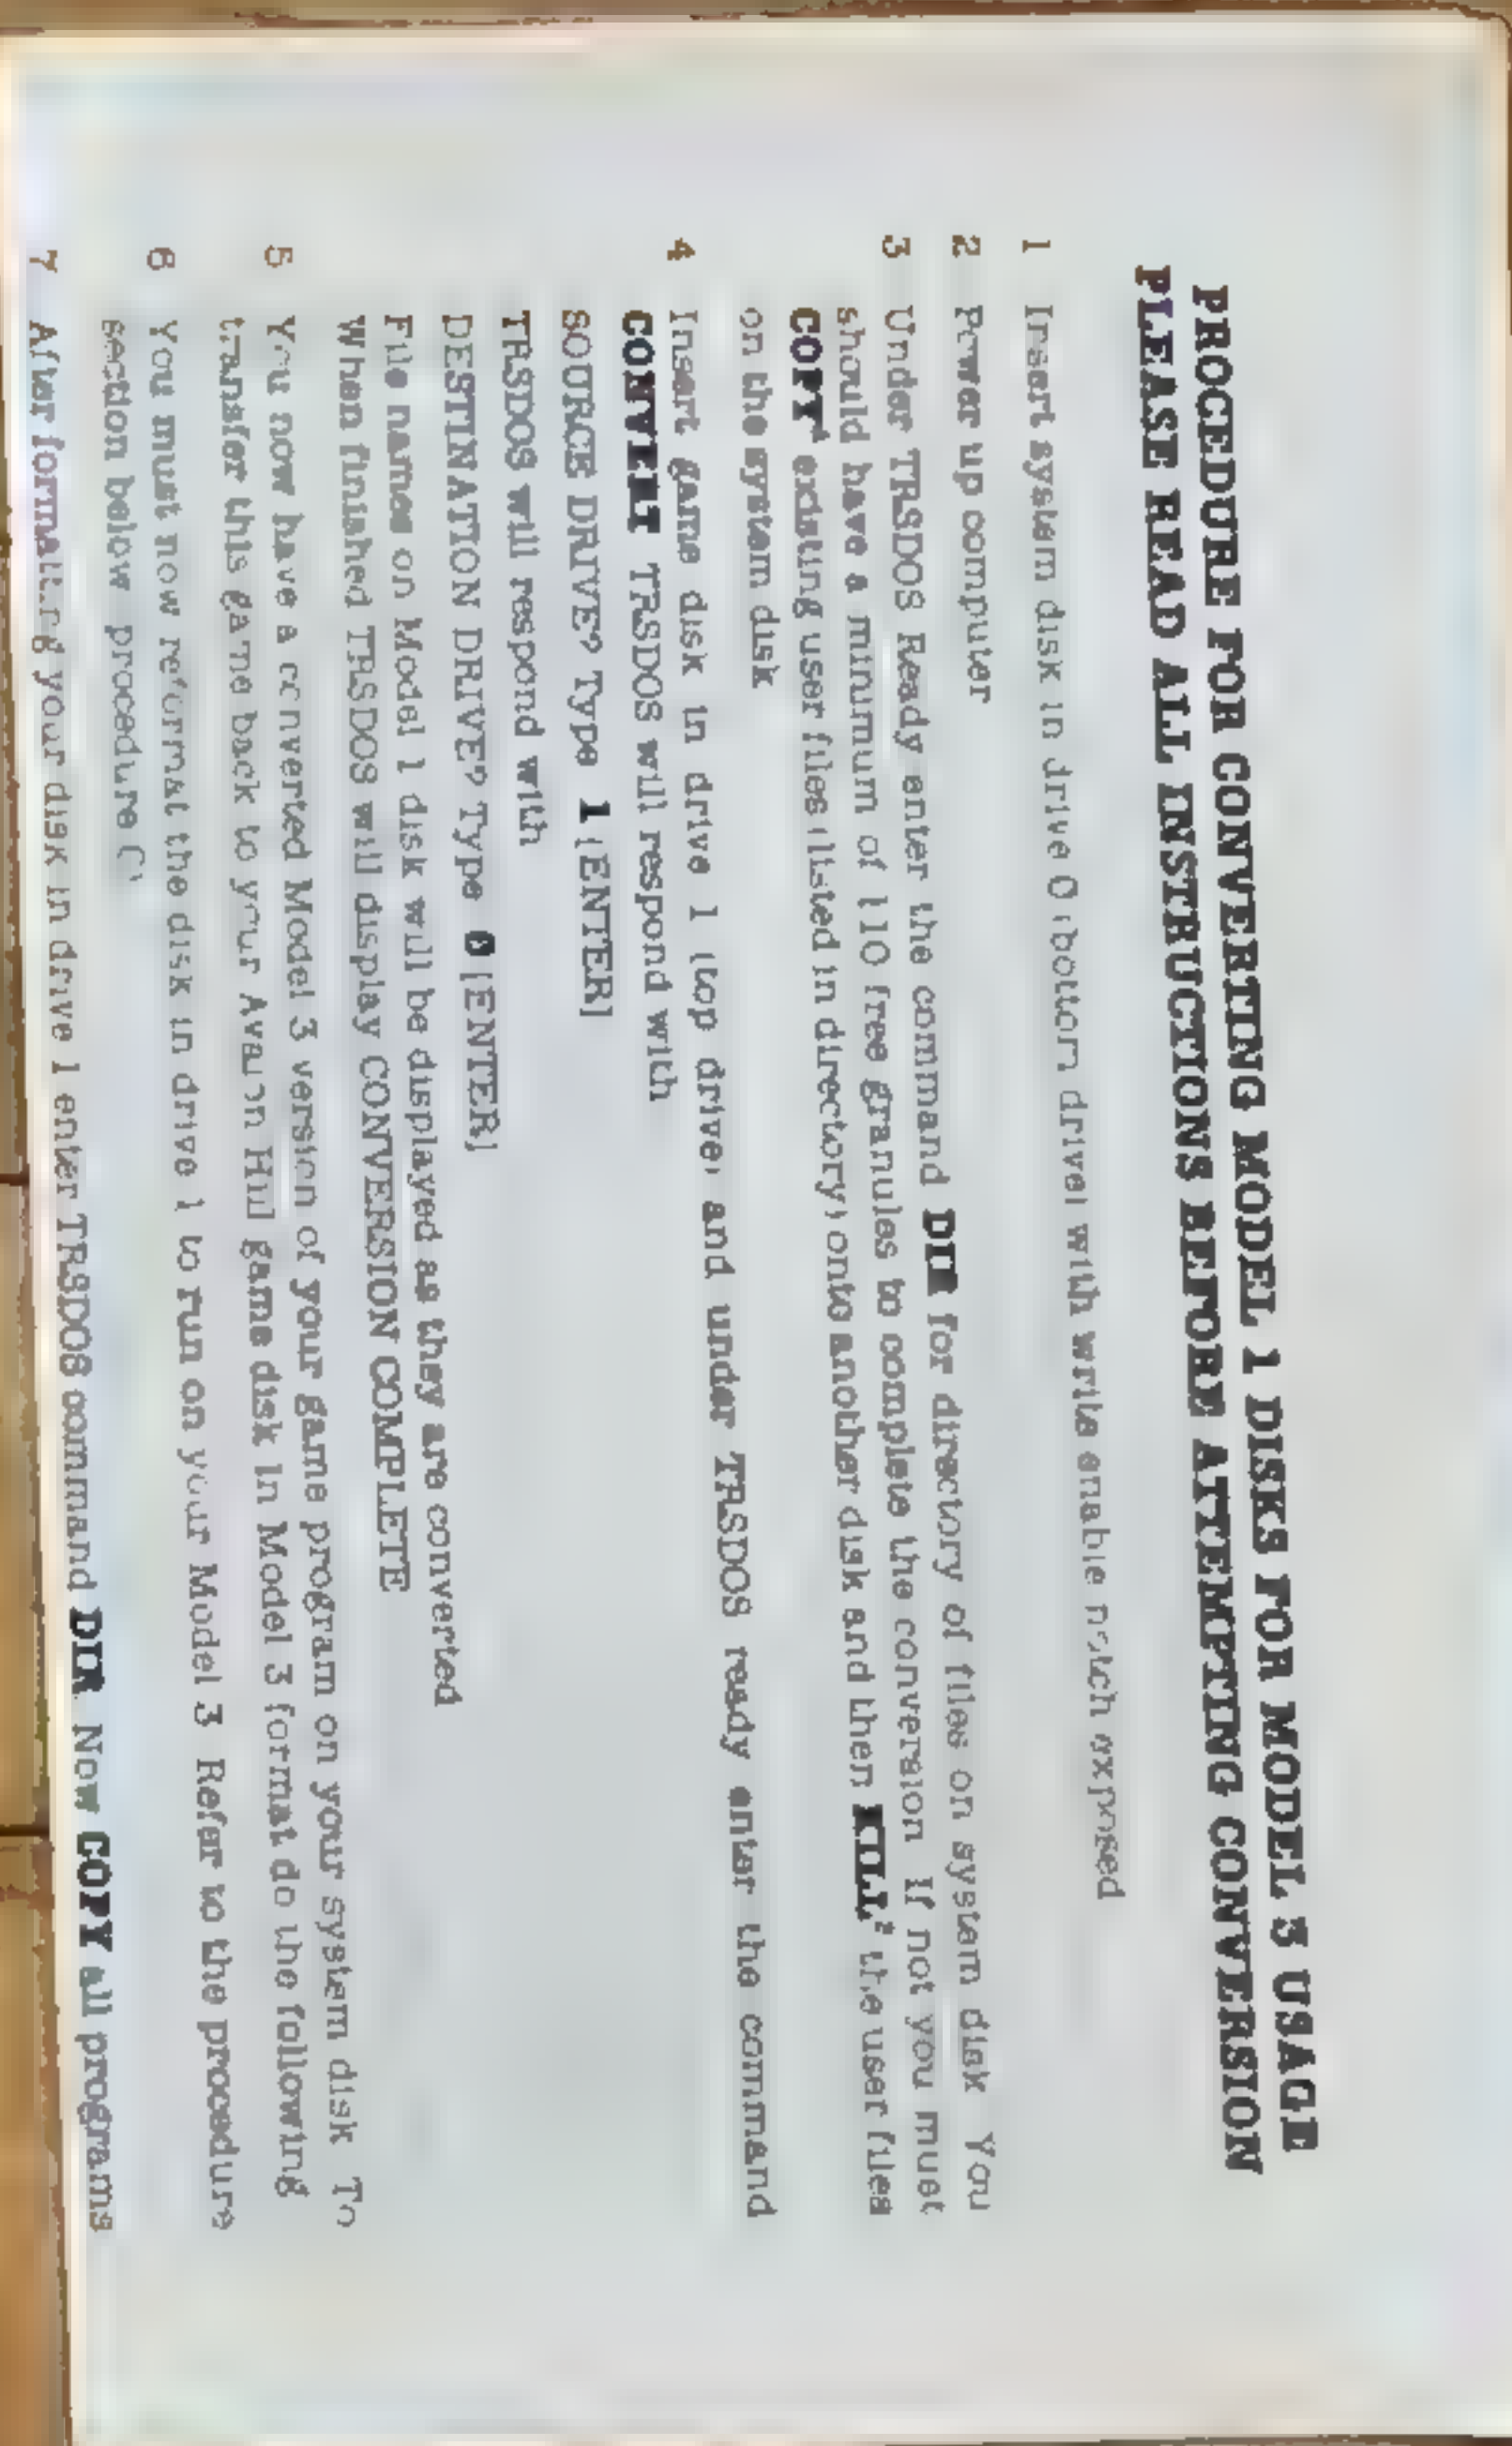 PROCEDURE FOR CONVERTING MODEL 1 DISKS FOR MODEL 3 USAGE
PLEASE READ ALL INSTRUCTIONS BEFORE ATTEMPTING CONVERSION
1 Insert system disk in drive 0 (bottom drive) with write enable notch exposed
2 Power up computer
3 Under TRSDOS Ready enter the command DIR for directory of files on system disk You
should have a minimum of 110 free granules to complete the conversion If not you must
COPY existing user files (listed in directory) onto another disk and then KILL² the user files
on the system disk
4 Insert game disk in drive 1 (top drive) and under TRSDOS ready enter the command
CONVERT TRSDOS will respond with
SOURCE DRIVE? Type 1 [ENTER]
TRSDOS will respond with
DESTINATION DRIVE? Type 0 [ENTER]
File names on Model 1 disk will be displayed as they are converted
When finished TRSDOS will display CONVERSION COMPLETE
5 You now have a converted Model 3 version of your game program on your system disk To
transfer this game back to your Avalon Hill game disk in Model 3 format do the following
6 You must now reformat the disk in drive 1 to run on your Model 3 Refer to the procedure
section below procedure
7 After formatting your disk in drive 1 enter TRSDOS command DIR Now COPY all programs